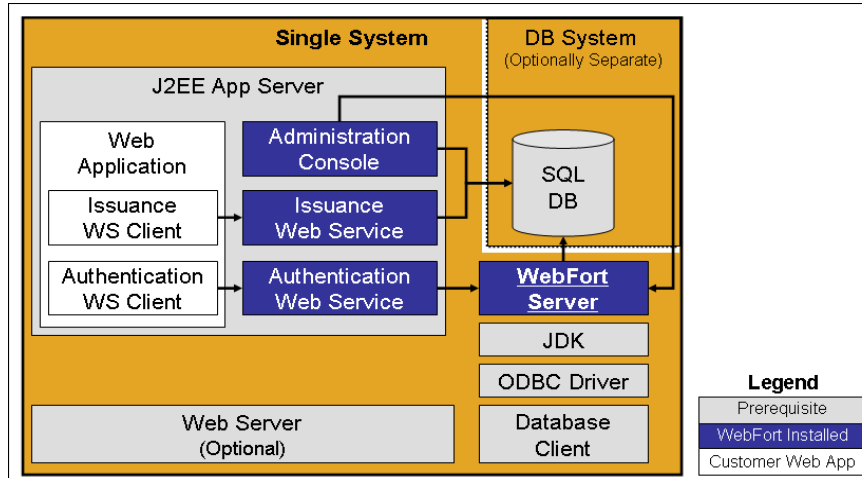 Single System
DB System
(Optionally Separate)
J2EE App Server
Web
Application
Administration
Console
SQL
DB
Issuance
WS Client
Issuance
Web Service
Authentication
WS Client
Authentication
Web Service
WebFort
Server
JDK
ODBC Driver
Web Server
(Optional)
Database
Client
Legend
Prerequisite
WebFort Installed
Customer Web App